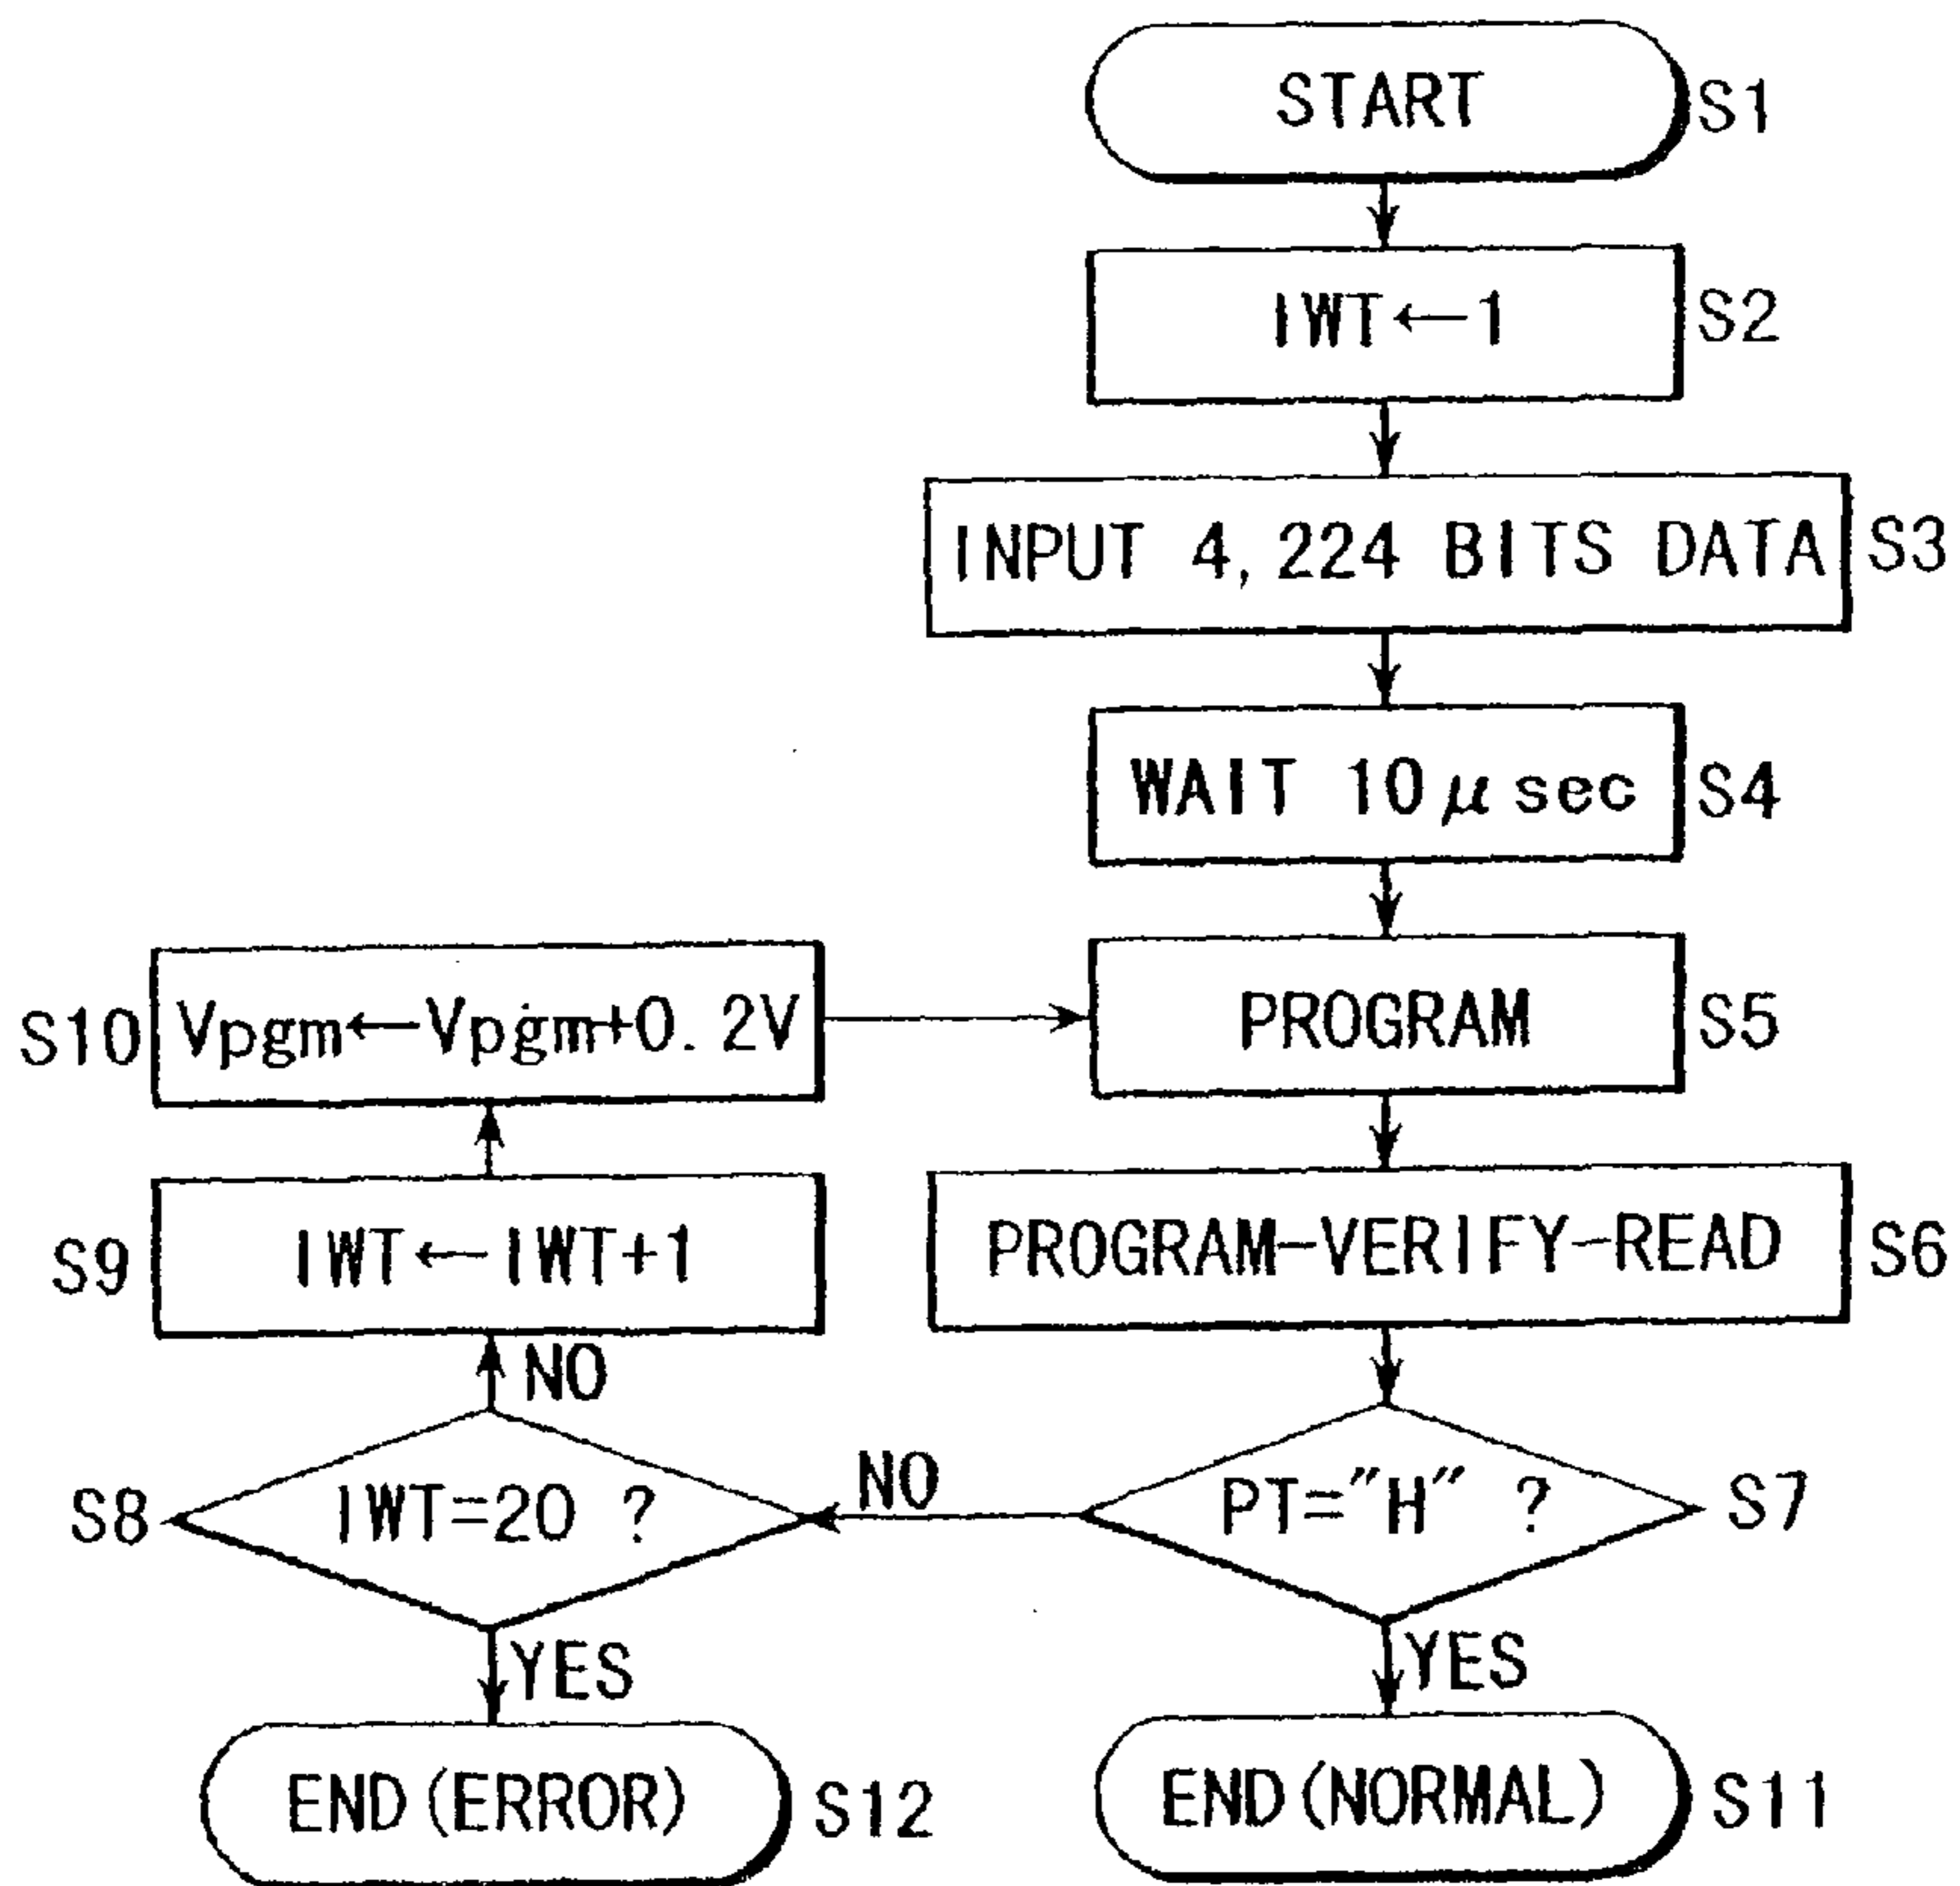 START S1
IWT←1 S2
INPUT 4,224 BITS DATA S3
WAIT 10μsec S4
PROGRAM S5
PROGRAM-VERIFY-READ S6
PT="H" ? S7
NO
YES
IWT=20 ? S8
NO
YES
IWT←IWT+1 S9
S10 Vpgm←Vpgm+0.2V
END(NORMAL) S11
END(ERROR) S12